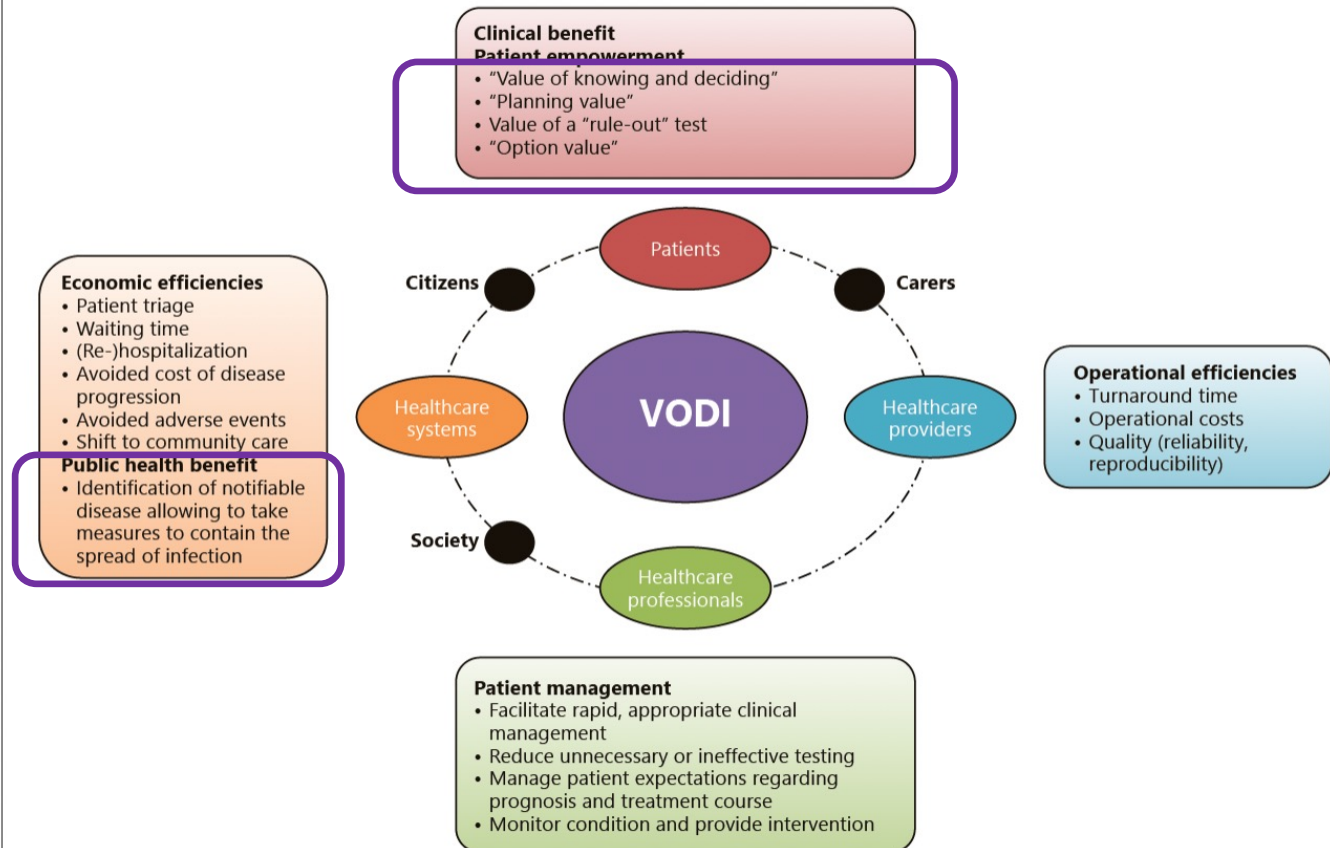 Clinical benefit
Patient empowerment
• “Value of knowing and deciding”
• “Planning value”
• Value of a “rule-out” test
• “Option value”
Patients
Citizens
Carers
Economic efficiencies
• Patient triage
• Waiting time
• (Re-)hospitalization
• Avoided cost of disease
progression
• Avoided adverse events
• Shift to community care
Public health benefit
• Identification of notifiable
disease allowing to take
measures to contain the
spread of infection
Healthcare
systems
VODI
Healthcare
providers
Operational efficiencies
• Turnaround time
• Operational costs
• Quality (reliability,
reproducibility)
Society
Healthcare
professionals
Patient management
• Facilitate rapid, appropriate clinical
management
• Reduce unnecessary or ineffective testing
• Manage patient expectations regarding
prognosis and treatment course
• Monitor condition and provide intervention